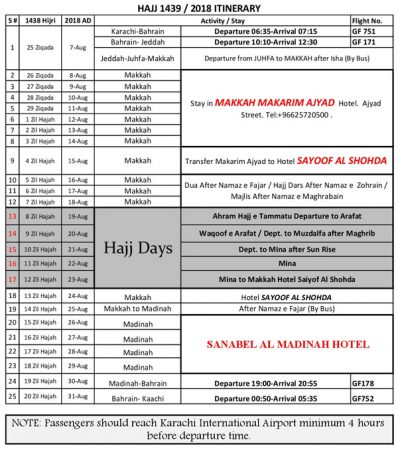 HAJJ 1439 / 2018 ITINERARY
S # 1438 Hijri 2018 AD Activity / Stay Flight No.
1 25 Ziqada 7-Aug Karachi-Bahrain Departure 06:35-Arrival 07:15 GF 751
Bahrain- Jeddah Departure 10:10-Arrival 12:30 GF 171
Jeddah-Juhfa-Makkah Departure from JUHFA to MAKKAH after Isha (By Bus)
2 26 Ziqada 8-Aug Makkah
3 27 Ziqada 9-Aug Makkah
4 28 Ziqada 10-Aug Makkah
5 29 Ziqada 11-Aug Makkah
6 1 Zil Hajah 12-Aug Makkah
7 2 Zil Hajah 13-Aug Makkah
8 3 Zil Hajah 14-Aug Makkah
Stay in MAKKAH MAKARIM AJYAD Hotel. Ajyad
Street. Tel:+96625720500 .
9 4 Zil Hajah 15-Aug Makkah Transfer Makarim Ajyad to Hotel SAYOOF AL SHOHDA
10 5 Zil Hajah 16-Aug Makkah
11 6 Zil Hajah 17-Aug Makkah
12 7 Zil Hajah 18-Aug Makkah
Dua After Namaz e Fajar / Hajj Dars After Namaz e Zohrain /
Majlis After Namaz e Maghrabain
13 8 Zil Hajah 19-Aug Ahram Hajj e Tammatu Departure to Arafat
14 9 Zil Hajah 20-Aug Waqoof e Arafat / Dept. to Muzdalfa after Maghrib
15 10 Zil Hajah 21-Aug Dept. to Mina after Sun Rise
16 11 Zil Hajah 22-Aug Mina
17 12 Zil Hajah 23-Aug Mina to Makkah Hotel Saiyof Al Shohda
Hajj Days
18 13 Zil Hajah 24-Aug Makkah Hotel SAYOOF AL SHOHDA
19 14 Zil Hajah 25-Aug Makkah to Madinah After Namaz e Fajar (By Bus)
20 15 Zil Hajah 26-Aug Madinah
21 16 Zil Hajah 27-Aug Madinah
22 17 Zil Hajah 28-Aug Madinah
23 18 Zil Hajah 29-Aug Madinah
SANABEL AL MADINAH HOTEL
24 19 Zil Hajah 30-Aug Madinah-Bahrain Departure 19:00-Arrival 20:55 GF178
25 20 Zil Hajah 31-Aug Bahrain- Kaachi Departure 00:50-Arrival 05:35 GF752
NOTE: Passengers should reach Karachi International Airport minimum 4 hours
before departure time.